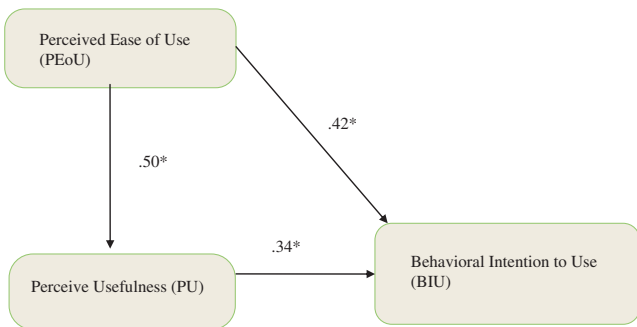 Perceived Ease of Use
(PEoU)
.42*
.50*
.34*
Perceive Usefulness (PU)
Behavioral Intention to Use
(BIU)